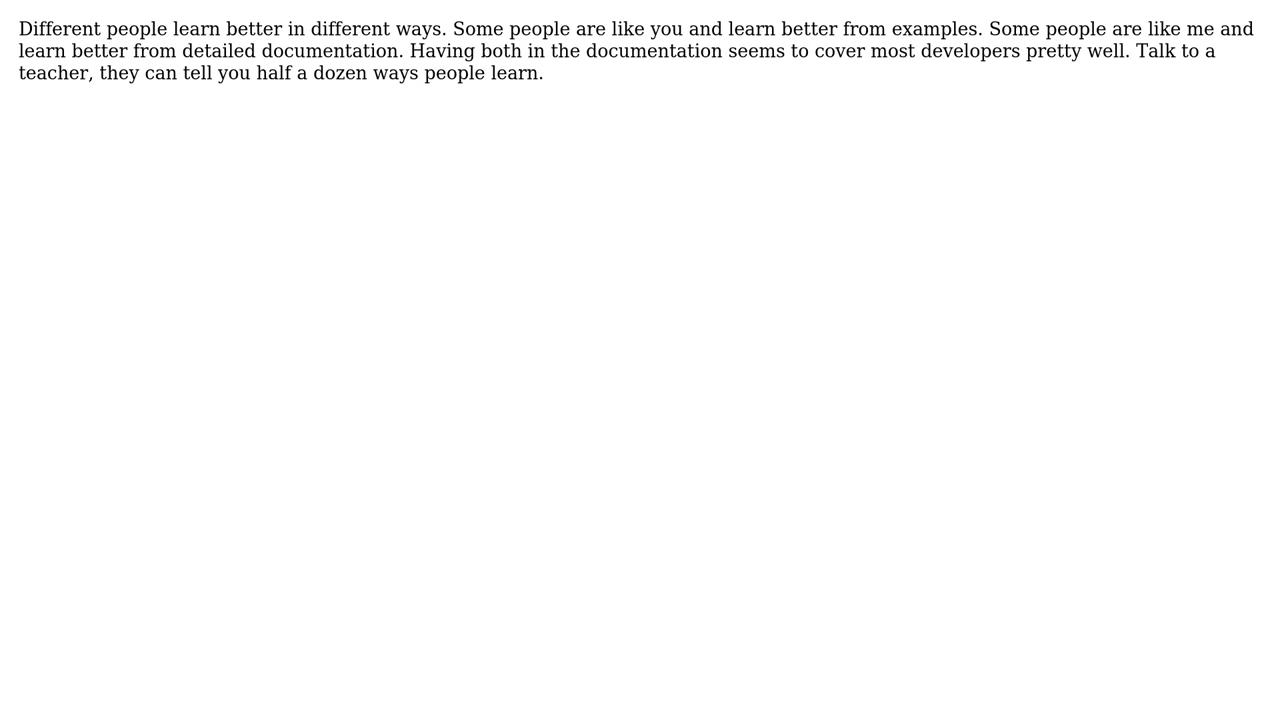 Different people learn better in different ways. Some people are like you and learn better from examples. Some people are like me and
learn better from detailed documentation. Having both in the documentation seems to cover most developers pretty well. Talk to a
teacher, they can tell you half a dozen ways people learn.